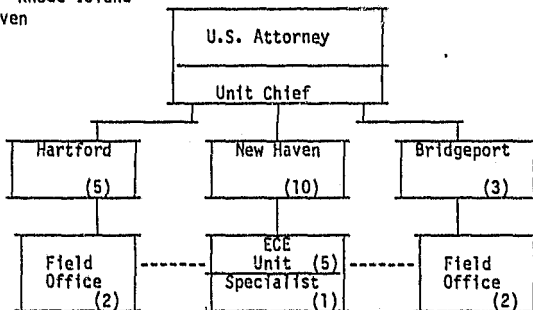 Rhode Island
ven
U.S. Attorney
Unit Chief
Hartford
(5)
New Haven
(10)
Bridgeport
(3)
Field
Office
(2)
ECE
Unit (5)
Specialist
(1)
Field
Office
(2)